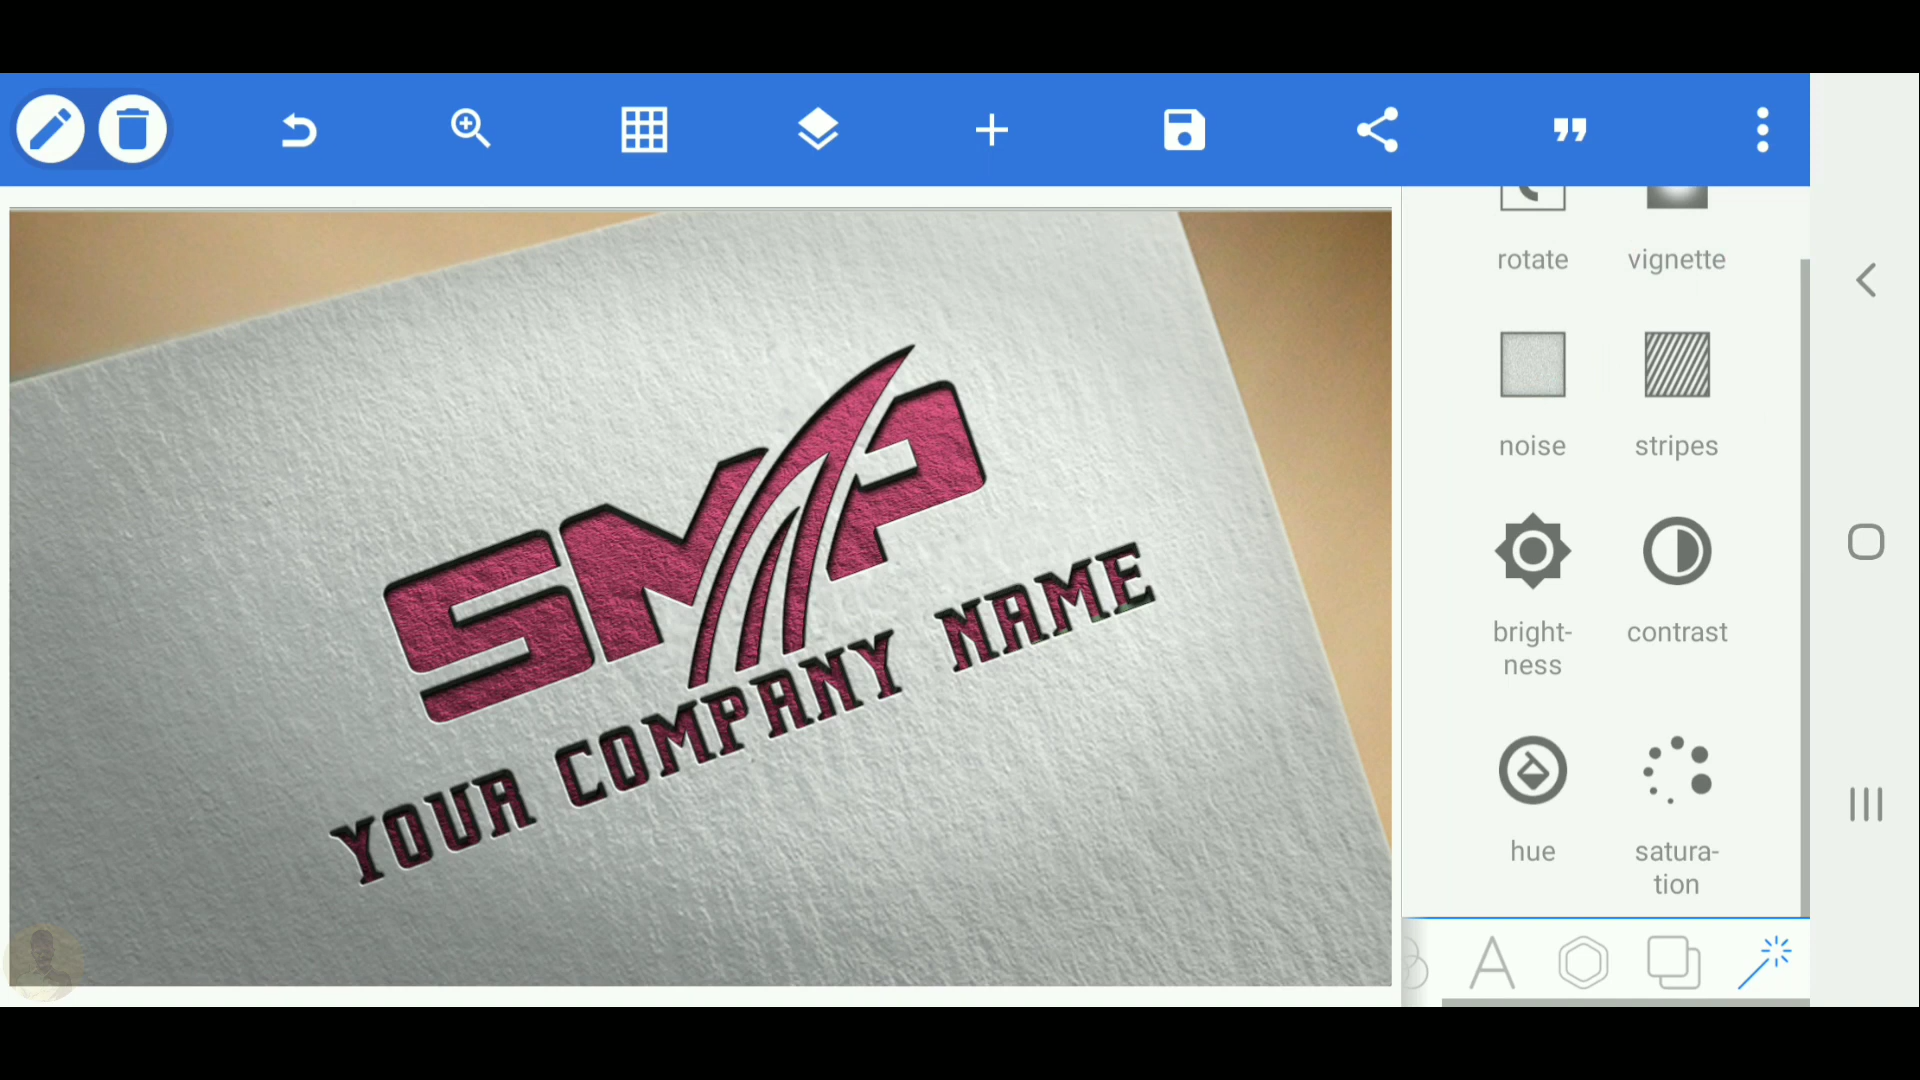 rotate
vignette
noise
stripes
bright-
ness
contrast
hue
satura-
tion
SMP
YOUR COMPANY NAME